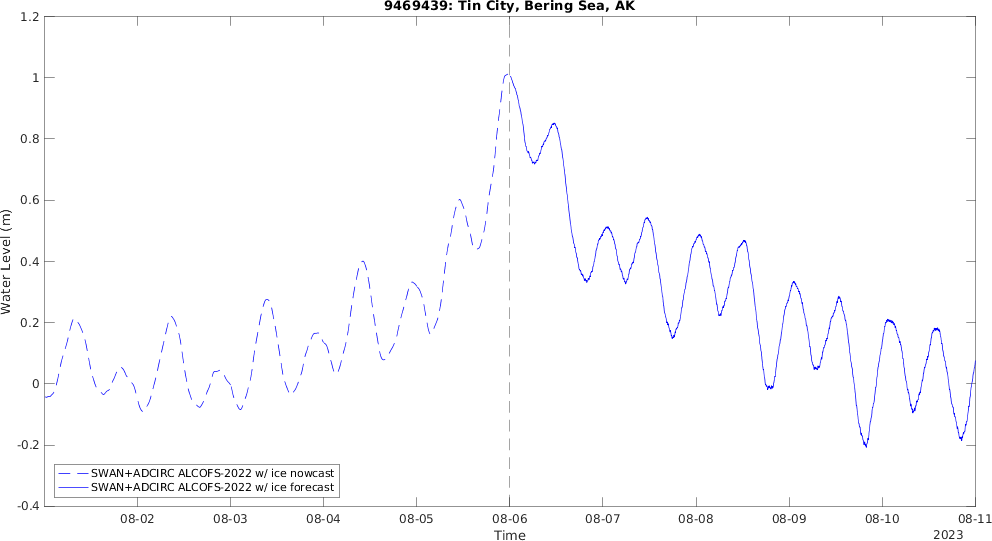 9469439: Tin City, Bering Sea, AK
1.2
1
0.8
0.6
0.4
0.2
0
-0.2
-0.4
Water Level (m)
SWAN+ADCIRC ALCOFS-2022 w/ ice nowcast
SWAN+ADCIRC ALCOFS-2022 w/ ice forecast
08-02 08-03 08-04 08-05 08-06 08-07 08-08 08-09 08-10 08-11
Time
2023